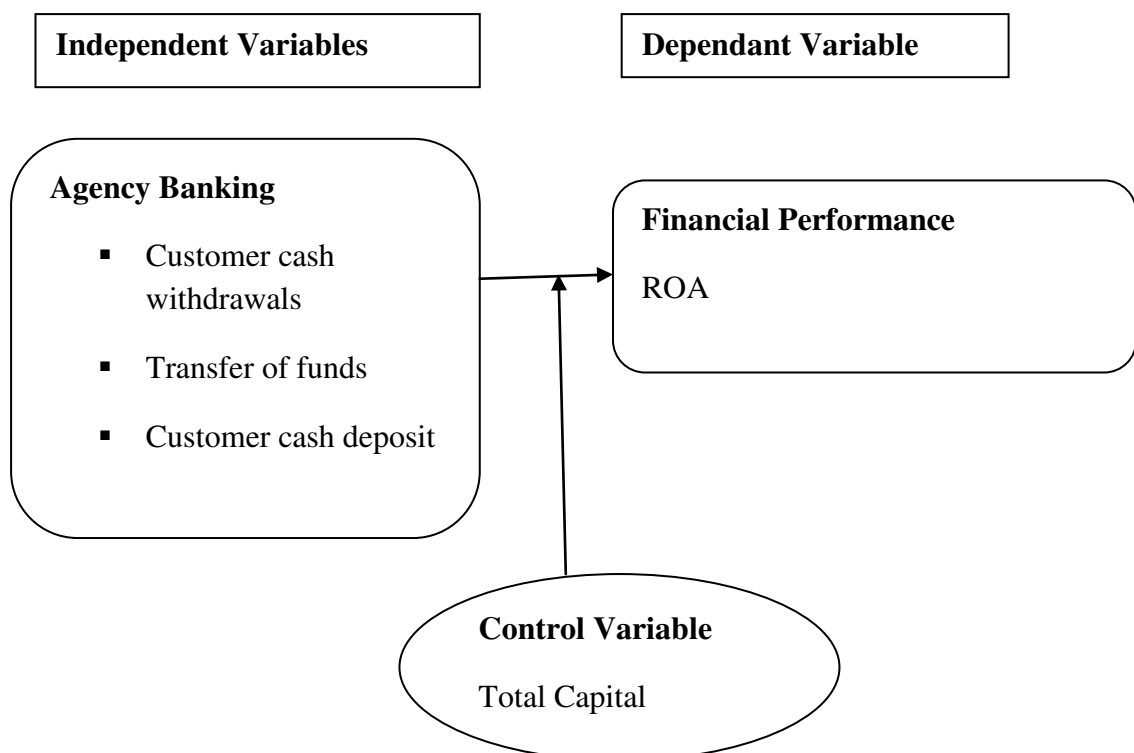 Independent Variables
Dependant Variable
Agency Banking
▪ Customer cash
withdrawals
▪ Transfer of funds
▪ Customer cash deposit
Financial Performance
ROA
Control Variable
Total Capital